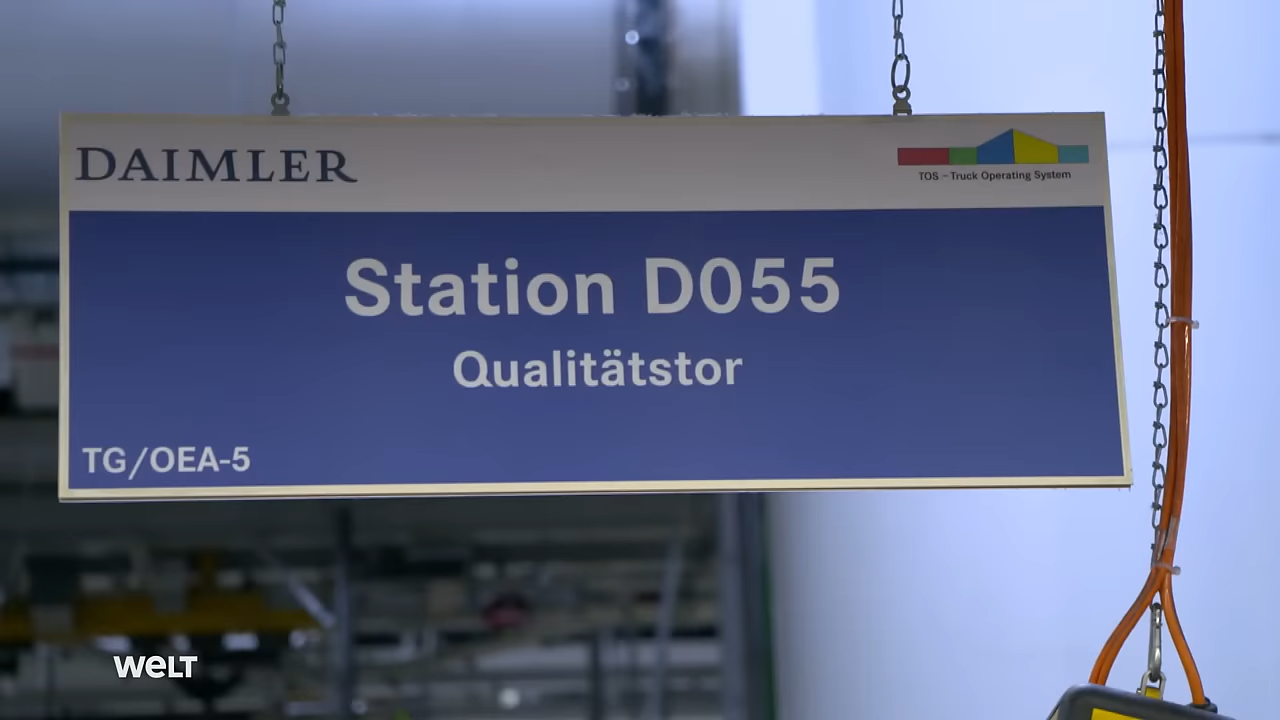 DAIMLER
TOS – Truck Operating System
Station D055
Qualitätstor
TG/OEA-5
welt